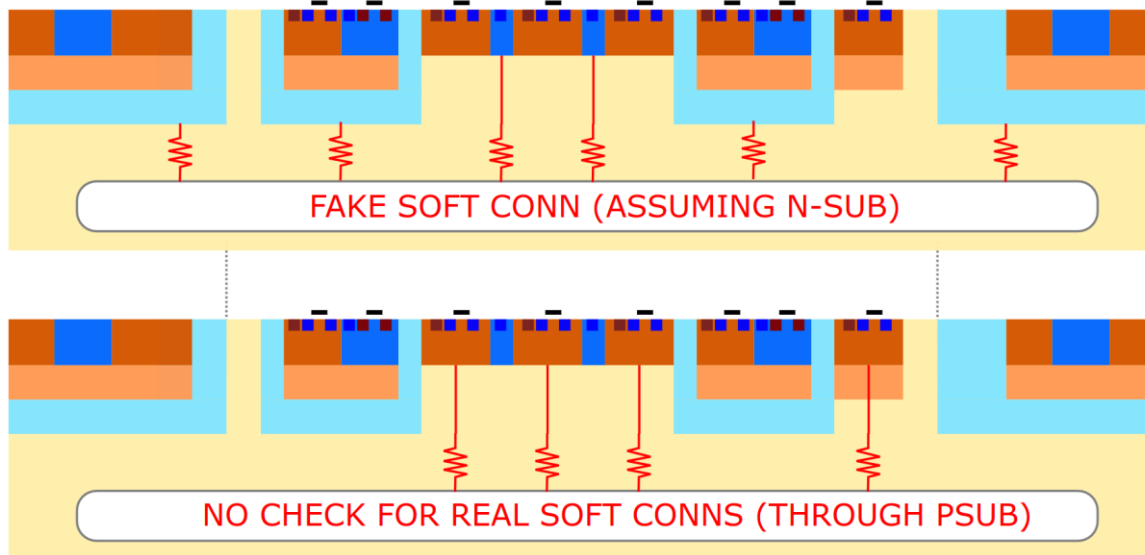 FAKE SOFT CONN (ASSUMING N-SUB)
NO CHECK FOR REAL SOFT CONNS (THROUGH PSUB)